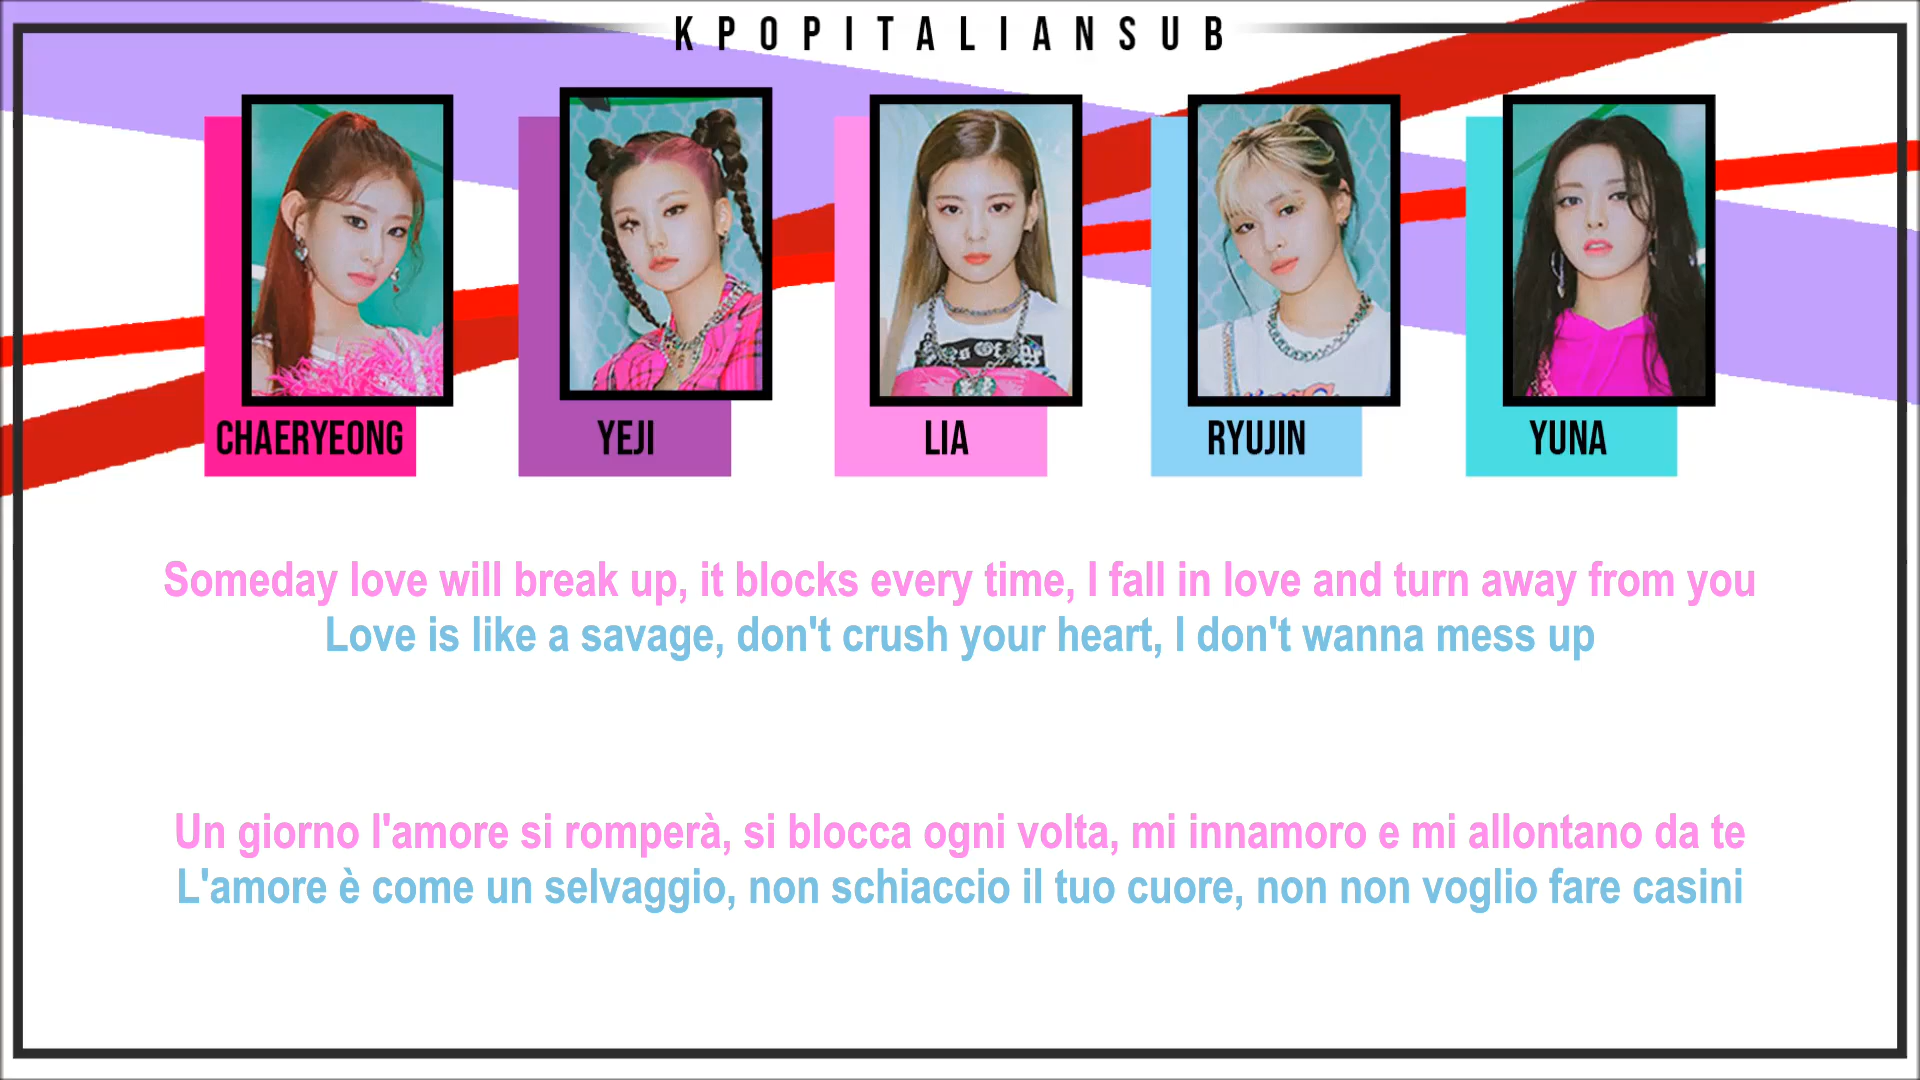 KPOPITALIANSUB
CHAERYEONG
YEJI
LIA
RYUJIN
YUNA
Someday love will break up, it blocks every time, I fall in love and turn away from you
Love is like a savage, don't crush your heart, I don't wanna mess up
Un giorno l'amore si romperà, si blocca ogni volta, mi innamoro e mi allontano da te
L'amore è come un selvaggio, non schiaccio il tuo cuore, non non voglio fare casini